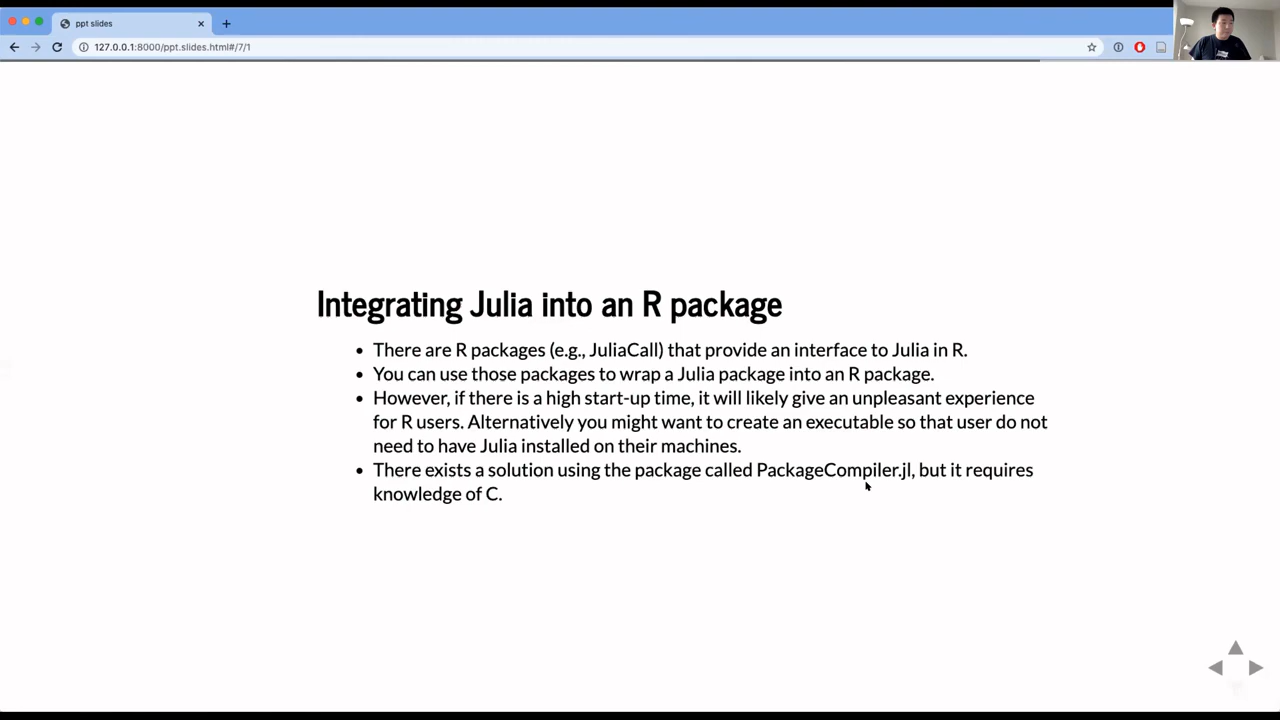 ppt slides
127.0.0.1:8000/ppt.slides.html#/7/1
Integrating Julia into an R package
• There are R packages (e.g., JuliaCall) that provide an interface to Julia in R.
• You can use those packages to wrap a Julia package into an R package.
• However, if there is a high start-up time, it will likely give an unpleasant experience
for R users. Alternatively you might want to create an executable so that user do not
need to have Julia installed on their machines.
• There exists a solution using the package called PackageCompiler.jl, but it requires
knowledge of C.